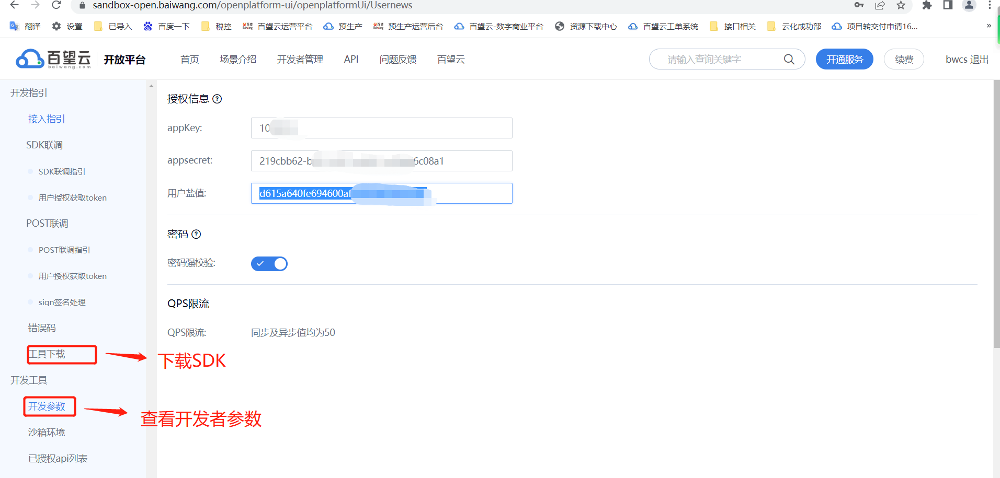 sandbox-open.baiwang.com/openplatform-ui/openplatformUi/Usernews
翻译 设置 已导入 百度一下 税控 百望云运营平台 预生产 预生产运营后台 百望云-数字商业平台 资源下载中心 百望云工单系统 接口相关 云化成功部 项目转交付申请16... »
百望云 baiwang.com 开放平台 首页 场景介绍 开发者管理 API 问题反馈 百望云 请输入查询关键字 开通服务 续费 bwcs 退出
开发指引
接入指引
SDK联调
SDK联调指引
用户授权获取token
POST联调
POST联调指引
用户授权获取token
sign签名处理
错误码
工具下载
下载SDK
开发工具
开发参数
查看开发者参数
沙箱环境
已授权api列表
授权信息
appKey: 10
appsecret: 219cbb62-b 6c08a1
用户盐值: d615a640fe694600af
密码
密码强校验:
QPS限流
QPS限流: 同步及异步值均为50